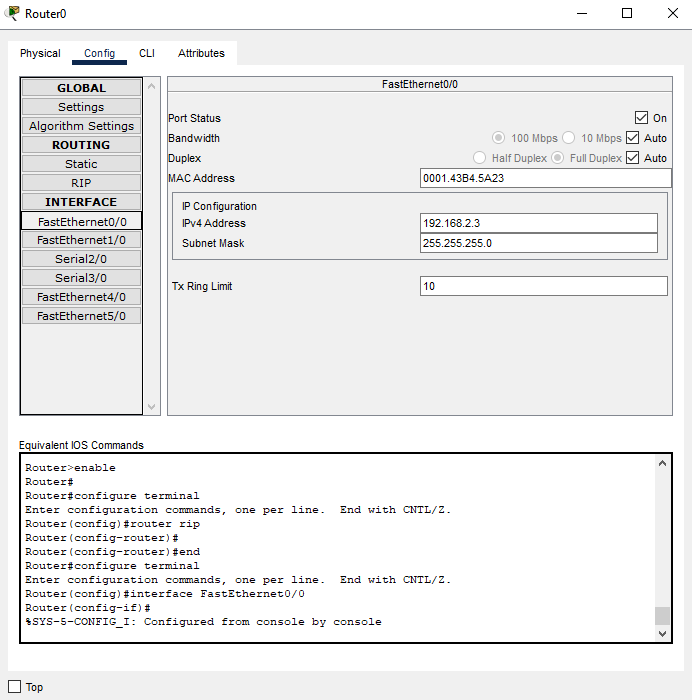 Router0
Physical Config CLI Attributes
GLOBAL
Settings
Algorithm Settings
ROUTING
Static
RIP
INTERFACE
FastEthernet0/0
FastEthernet1/0
Serial2/0
Serial3/0
FastEthernet4/0
FastEthernet5/0
FastEthernet0/0
Port Status On
Bandwidth 100 Mbps 10 Mbps Auto
Duplex Half Duplex Full Duplex Auto
MAC Address 0001.43B4.5A23
IP Configuration
IPv4 Address 192.168.2.3
Subnet Mask 255.255.255.0
Tx Ring Limit 10
Equivalent IOS Commands
Router>enable
Router#
Router#configure terminal
Enter configuration commands, one per line.  End with CNTL/Z.
Router(config)#router rip
Router(config-router)#
Router(config-router)#end
Router#configure terminal
Enter configuration commands, one per line.  End with CNTL/Z.
Router(config)#interface FastEthernet0/0
Router(config-if)#
%SYS-5-CONFIG_I: Configured from console by console
Top